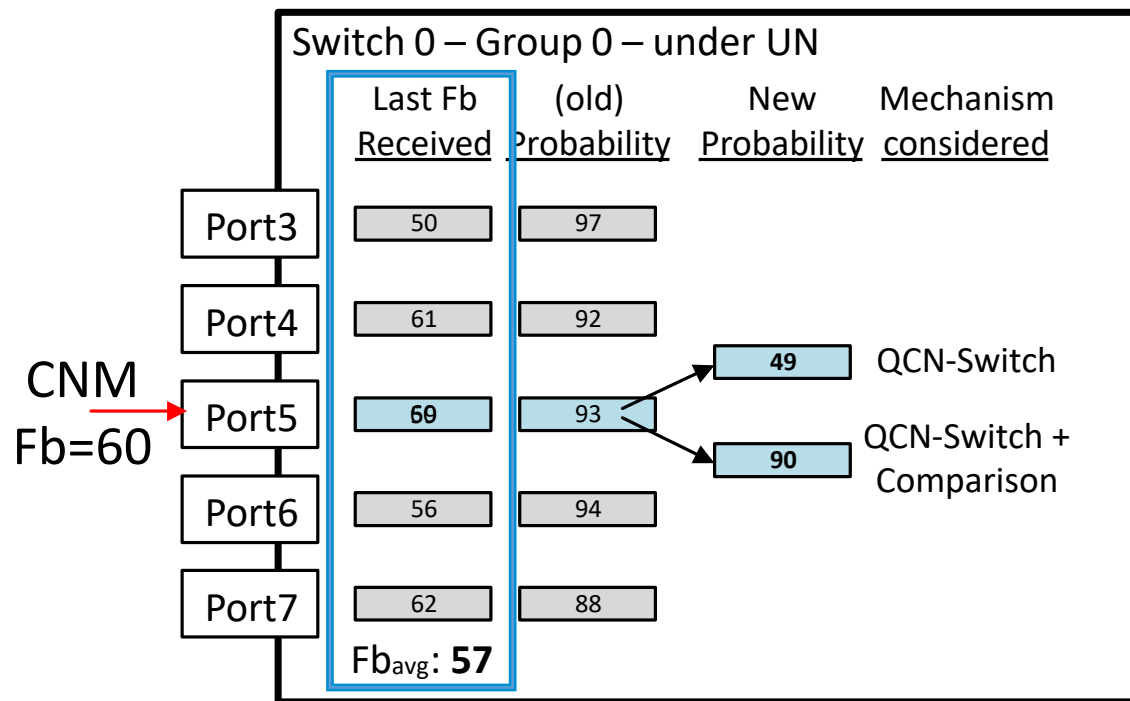 Switch 0 – Group 0 – under UN
Last Fb (old) New Mechanism
Received Probability Probability considered
Port3 50 97
Port4 61 92
49 QCN-Switch
CNM
Port5 93
Fb=60
90 QCN-Switch +
Comparison
Port6 56 94
Port7 62 88
Fbavg: 57